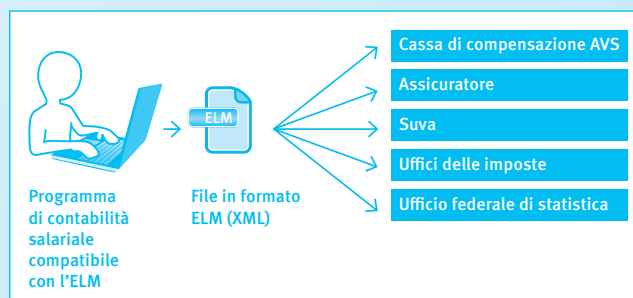 ELM
Programma
di contabilità
salariale
compatibile
con l'ELM
File in formato
ELM (XML)
Cassa di compensazione AVS
Assicuratore
Suva
Uffici delle imposte
Ufficio federale di statistica